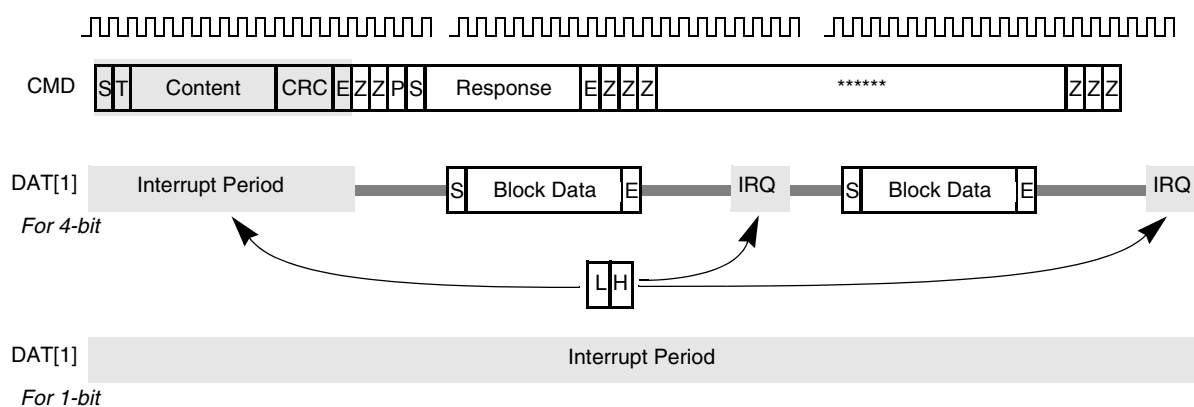 CMD S T Content CRC E Z Z P S Response E Z Z Z ****** Z Z Z
DAT[1] Interrupt Period S Block Data E IRQ S Block Data E IRQ
For 4-bit
L H
DAT[1] Interrupt Period
For 1-bit